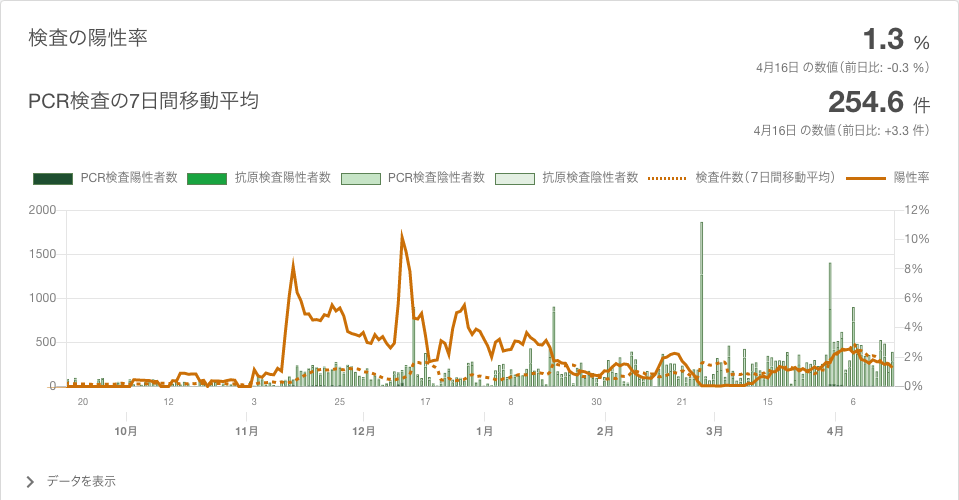 検査の陽性率
1.3 %
4月16日 の数値（前日比: -0.3 %）
PCR検査の7日間移動平均
254.6 件
4月16日 の数値（前日比: +3.3 件）
PCR検査陽性者数 抗原検査陽性者数 PCR検査陰性者数 抗原検査陰性者数 検査件数（7日間移動平均） 陽性率
2000 12%
10%
1500
8%
1000 6%
4%
500
2%
0 0%
20 12 3 25 17 8 30 21 15 6
10月 11月 12月 1月 2月 3月 4月
データを表示